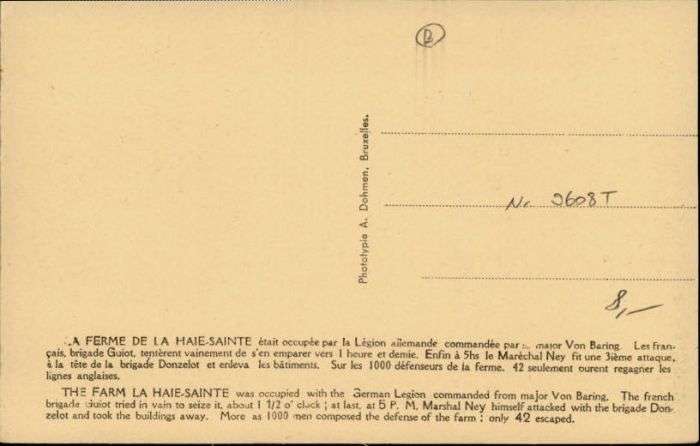 B
Phototypie A. Dohmen, Bruxelles.
Nr. 9608T
8,—
LA FERME DE LA HAIE-SAINTE était occupée par la Légion allemande commandée par le major Von Baring. Les fran-
çais, brigade Guiot, tentèrent vainement de s'en emparer vers 1 heure et demie. Enfin à 5hs le Maréchal Ney fit une 3ième attaque,
à la tête de la brigade Donzelot et enleva les bâtiments. Sur les 1000 défenseurs de la ferme. 42 seulement purent regagner les
lignes anglaises.
THE FARM LA HAIE-SAINTE was occupied with the German Legion commanded from major Von Baring. The french
brigade Guiot tried in vain to seize it, about 1 1/2 o' clock ; at last, at 5 P. M. Marshal Ney himself attacked with the brigade Don-
zelot and took the buildings away. More as 1000 men composed the defense of the farm ; only 42 escaped.